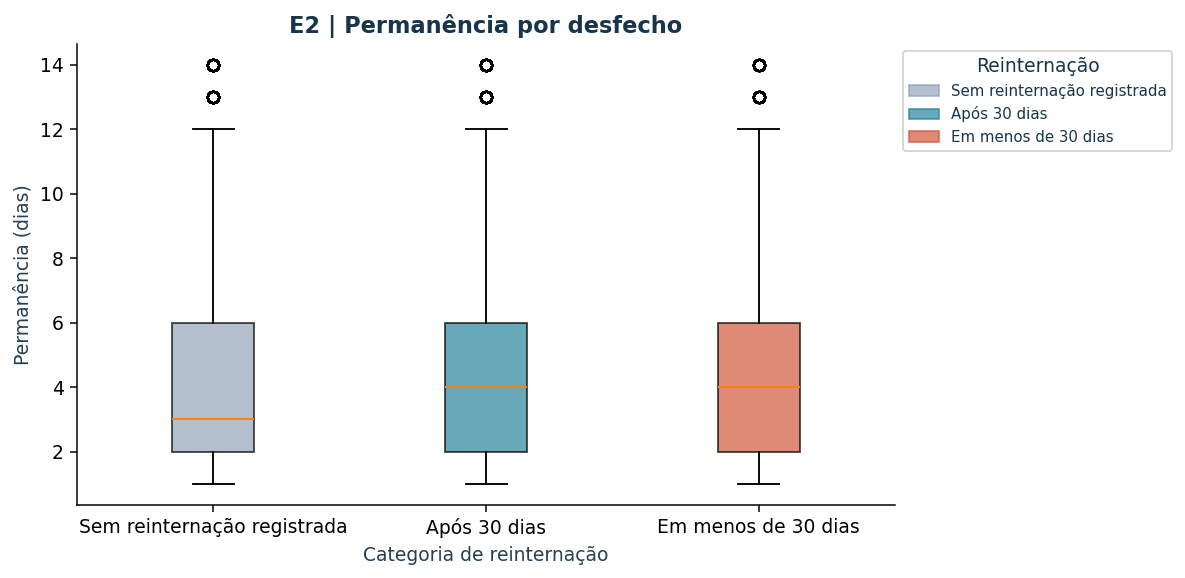 E2 | Permanência por desfecho
Permanência (dias)
14
12
10
8
6
4
2
Sem reinternação registrada
Após 30 dias
Em menos de 30 dias
Categoria de reinternação
Reinternação
Sem reinternação registrada
Após 30 dias
Em menos de 30 dias